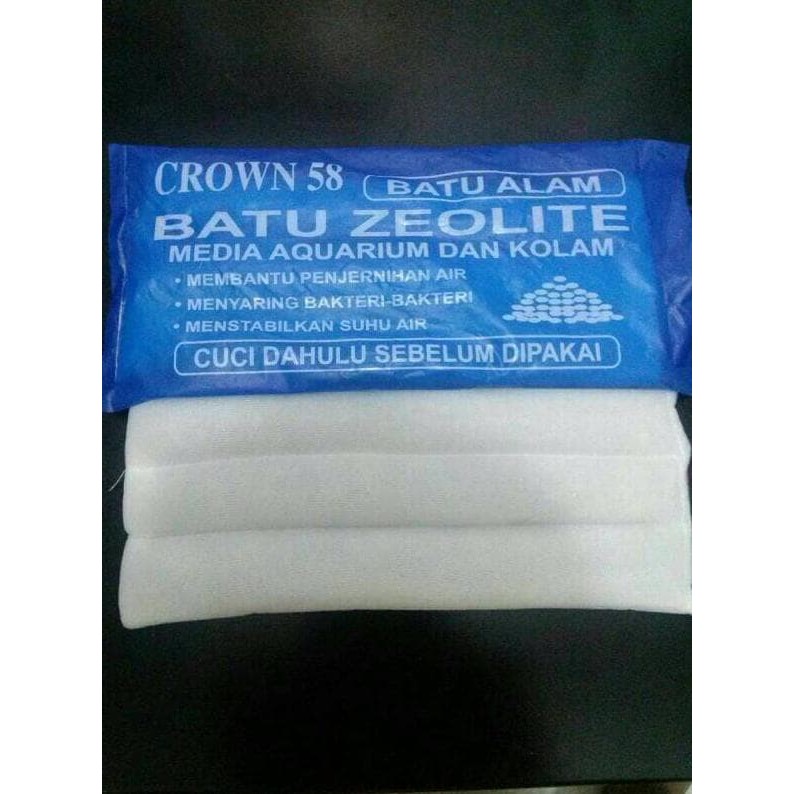 CROWN 58 BATU ALAM
BATU ZEOLITE
MEDIA AQUARIUM DAN KOLAM
• MEMBANTU PENJERNIHAN AIR
• MENYARING BAKTERI-BAKTERI
• MENSTABILKAN SUHU AIR
CUCI DAHULU SEBELUM DIPAKAI